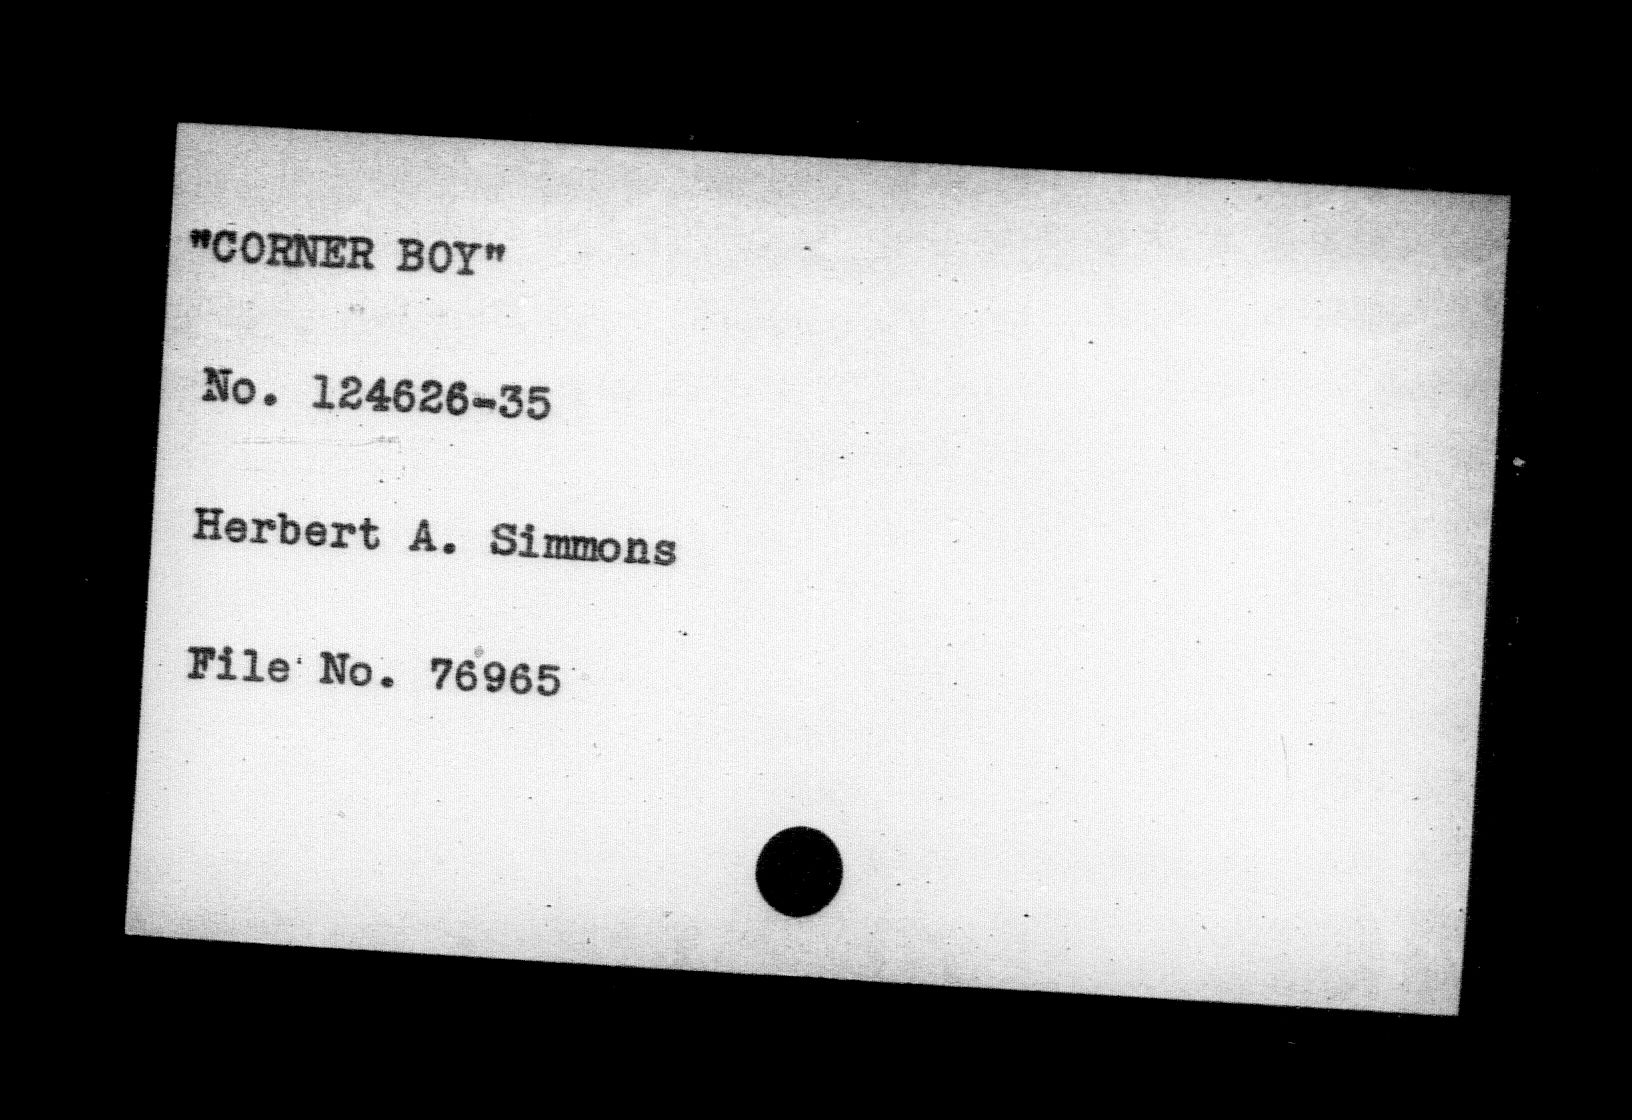 "CORNER BOY"
No. 124626-35
Herbert A. Simmons
File No. 76965